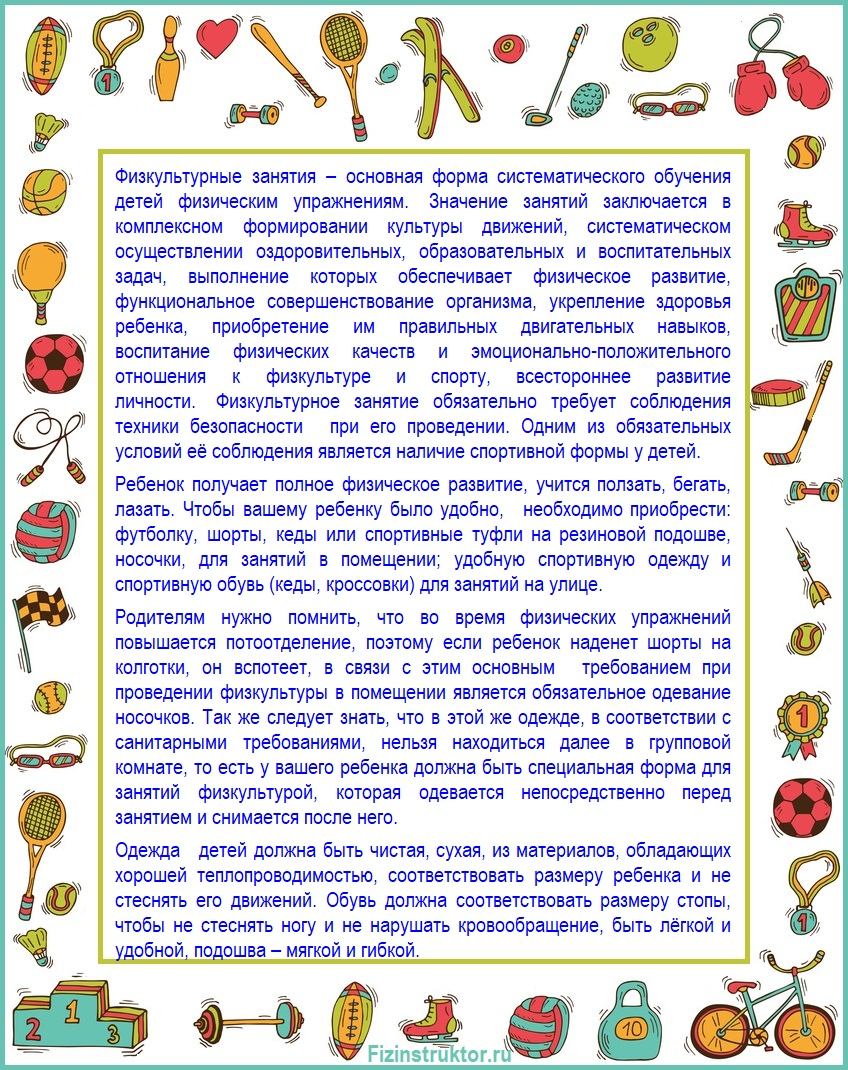 Физкультурные занятия – основная форма систематического обучения
детей физическим упражнениям. Значение занятий заключается в
комплексном формировании культуры движений, систематическом
осуществлении оздоровительных, образовательных и воспитательных
задач, выполнение которых обеспечивает физическое развитие,
функциональное совершенствование организма, укрепление здоровья
ребенка, приобретение им правильных двигательных навыков,
воспитание физических качеств и эмоционально-положительного
отношения к физкультуре и спорту, всестороннее развитие
личности. Физкультурное занятие обязательно требует соблюдения
техники безопасности при его проведении. Одним из обязательных
условий её соблюдения является наличие спортивной формы у детей.
Ребенок получает полное физическое развитие, учится ползать, бегать,
лазать. Чтобы вашему ребенку было удобно, необходимо приобрести:
футболку, шорты, кеды или спортивные туфли на резиновой подошве,
носочки, для занятий в помещении; удобную спортивную одежду и
спортивную обувь (кеды, кроссовки) для занятий на улице.
Родителям нужно помнить, что во время физических упражнений
повышается потоотделение, поэтому если ребенок наденет шорты на
колготки, он вспотеет, в связи с этим основным требованием при
проведении физкультуры в помещении является обязательное одевание
носочков. Так же следует знать, что в этой же одежде, в соответствии с
санитарными требованиями, нельзя находиться далее в групповой
комнате, то есть у вашего ребенка должна быть специальная форма для
занятий физкультурой, которая одевается непосредственно перед
занятием и снимается после него.
Одежда детей должна быть чистая, сухая, из материалов, обладающих
хорошей теплопроводимостью, соответствовать размеру ребенка и не
стеснять его движений. Обувь должна соответствовать размеру стопы,
чтобы не стеснять ногу и не нарушать кровообращение, быть лёгкой и
удобной, подошва – мягкой и гибкой.
1
8
1
1
2
1
3
10
Fizinstruktor.ru